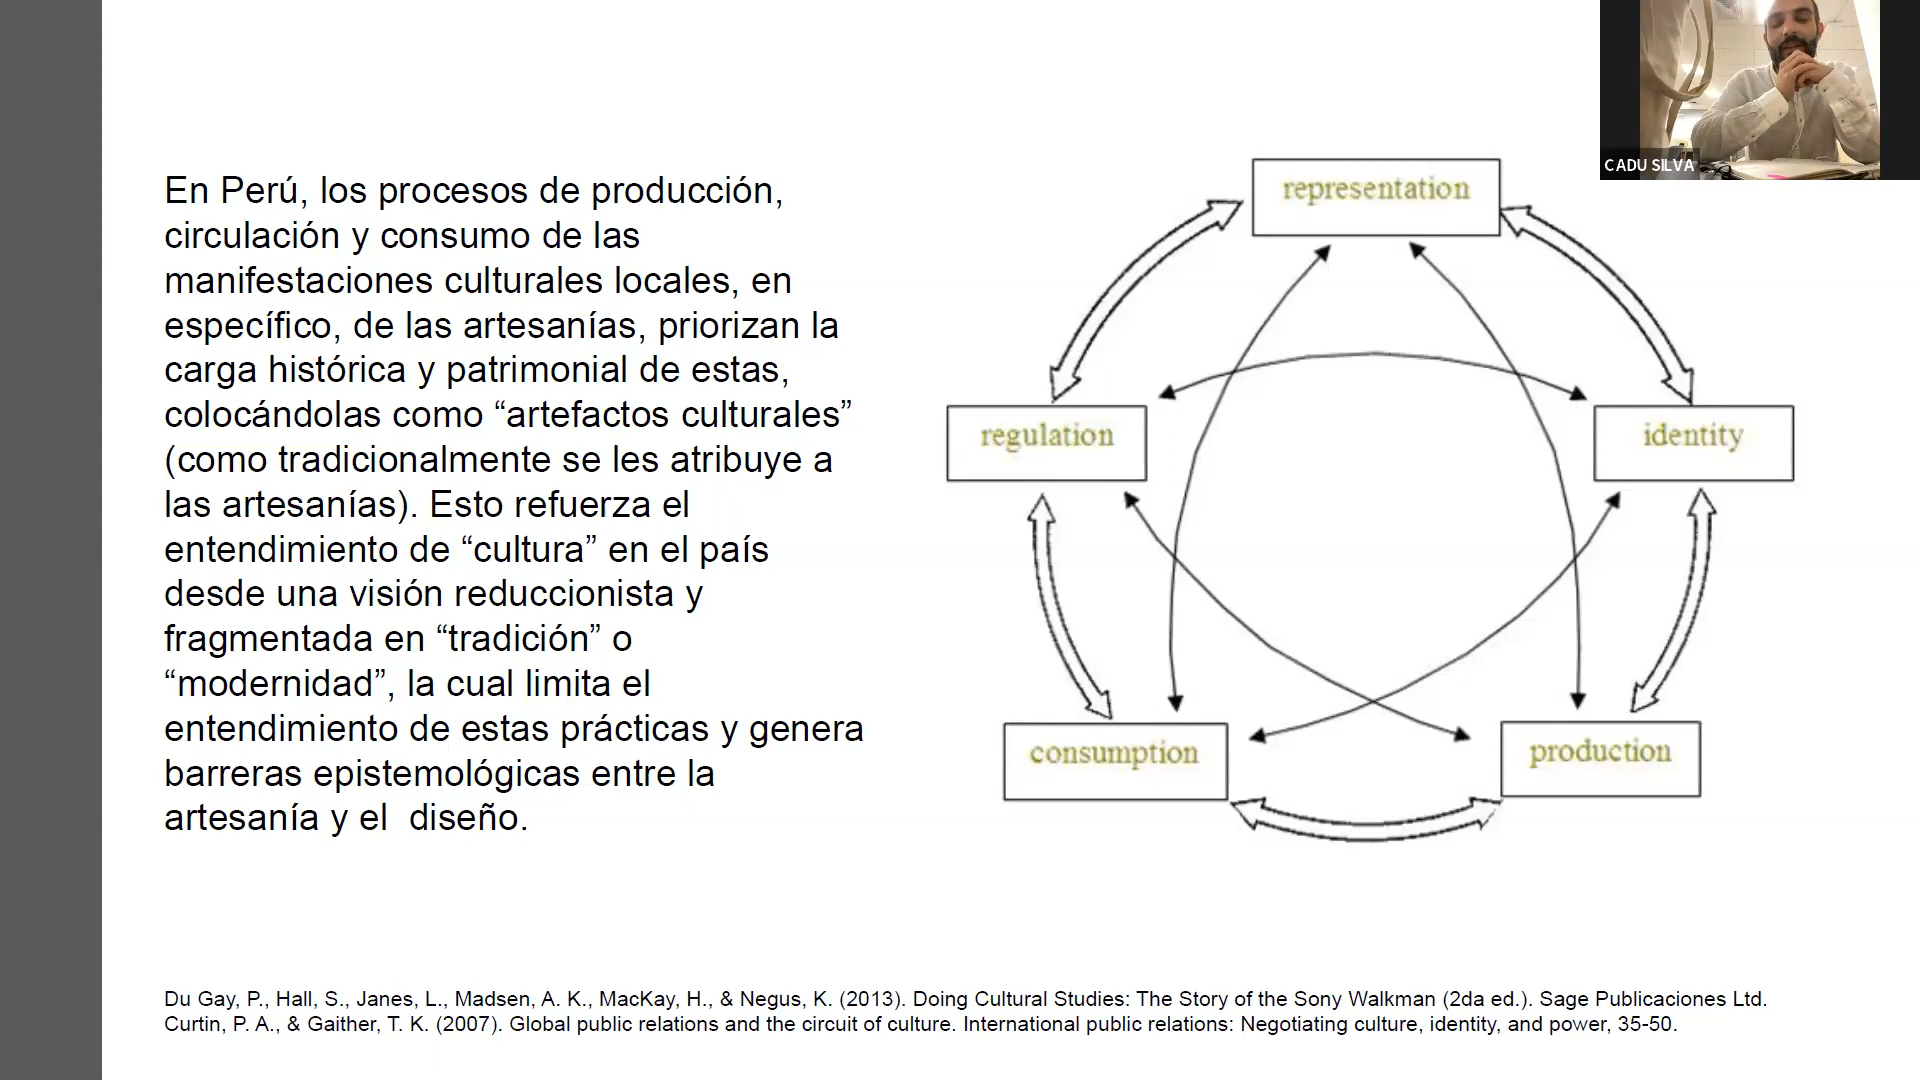 En Perú, los procesos de producción,
circulación y consumo de las
manifestaciones culturales locales, en
específico, de las artesanías, priorizan la
carga histórica y patrimonial de estas,
colocándolas como “artefactos culturales”
(como tradicionalmente se les atribuye a
las artesanías). Esto refuerza el
entendimiento de “cultura” en el país
desde una visión reduccionista y
fragmentada en “tradición” o
“modernidad”, la cual limita el
entendimiento de estas prácticas y genera
barreras epistemológicas entre la
artesanía y el  diseño.
representation
regulation
identity
consumption
production
CADU SILVA
Du Gay, P., Hall, S., Janes, L., Madsen, A. K., MacKay, H., & Negus, K. (2013). Doing Cultural Studies: The Story of the Sony Walkman (2da ed.). Sage Publicaciones Ltd.
Curtin, P. A., & Gaither, T. K. (2007). Global public relations and the circuit of culture. International public relations: Negotiating culture, identity, and power, 35-50.